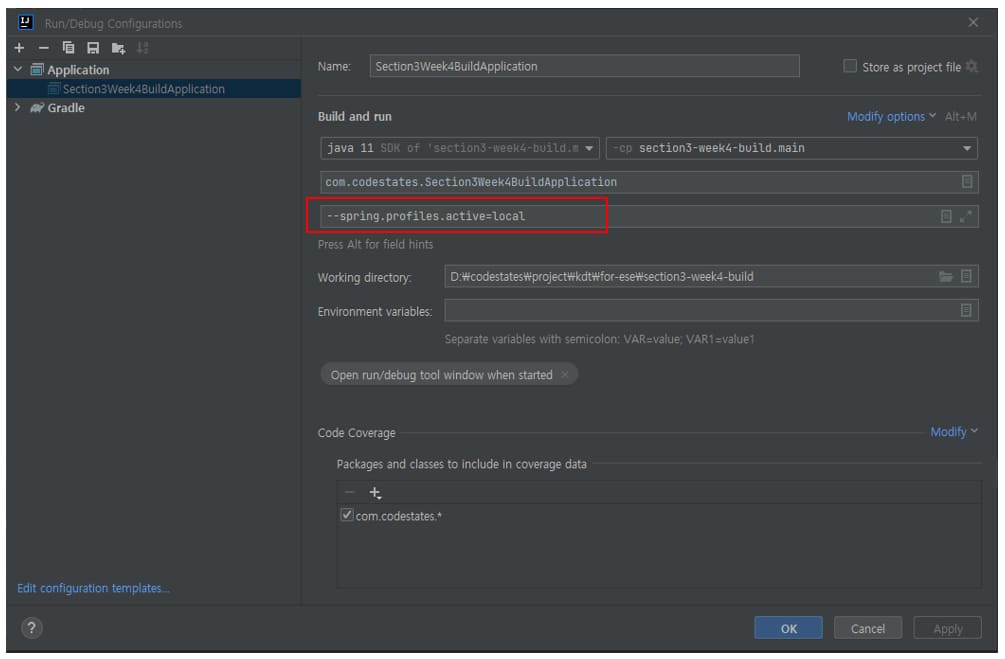 Run/Debug Configurations
Application
Section3Week4BuildApplication
Gradle
Name: Section3Week4BuildApplication
Store as project file
Build and run
Modify options Alt+M
java 11 SDK of 'section3-week4-build.m
-cp section3-week4-build.main
com.codestates.Section3Week4BuildApplication
--spring.profiles.active=local
Press Alt for field hints
Working directory: D:₩codestates₩project₩kdt₩for-ese₩section3-week4-build
Environment variables:
Separate variables with semicolon: VAR=value; VAR1=value1
Open run/debug tool window when started
Code Coverage
Modify
Packages and classes to include in coverage data
com.codestates.*
Edit configuration templates...
?
OK
Cancel
Apply